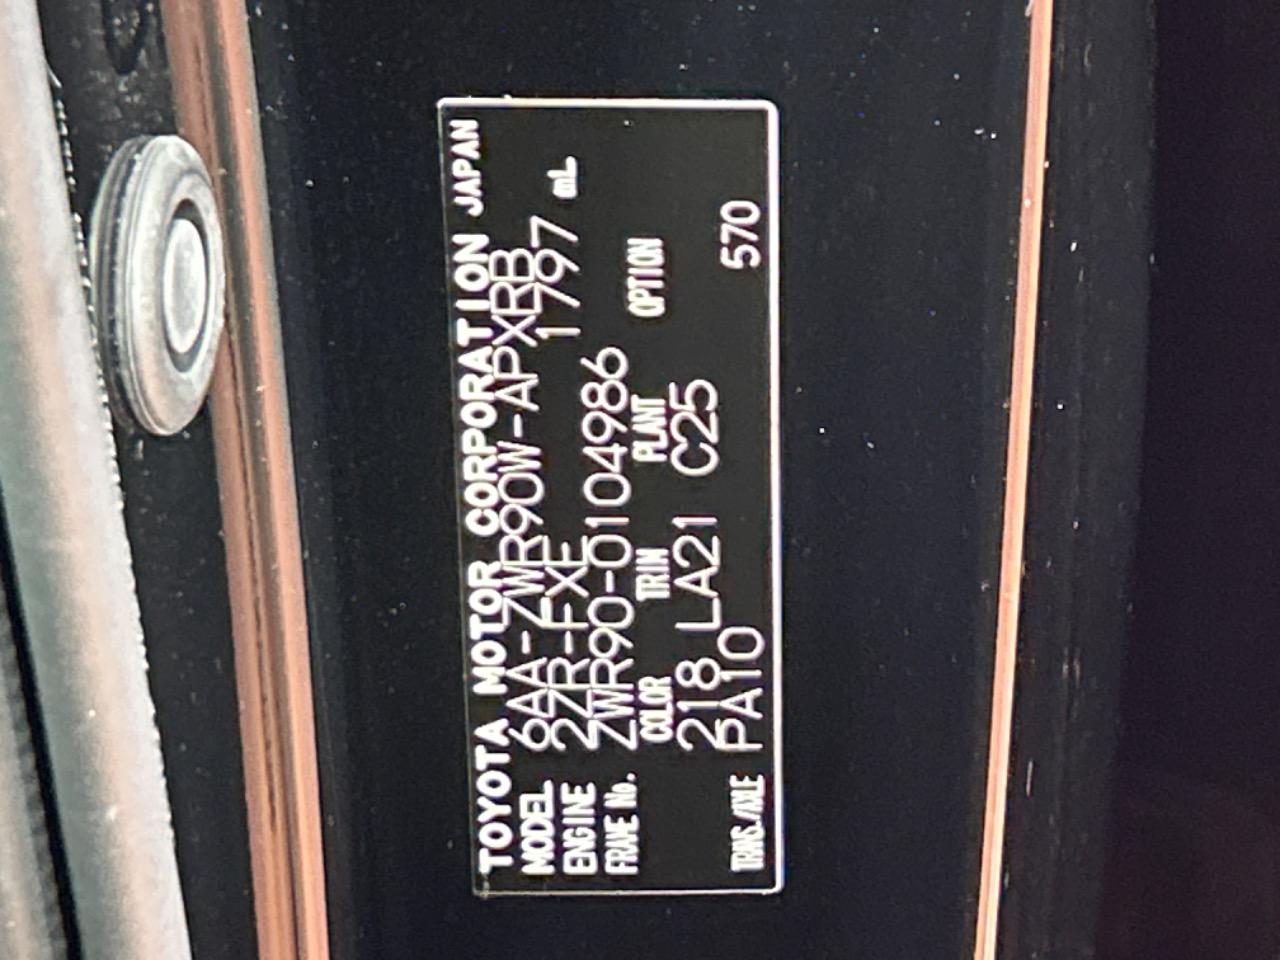 TOYOTA MOTOR CORPORATION JAPAN
MODEL 6AA-ZWR90W-APXRB
ENGINE 2ZR-FXE 1797 mL
FRAME No. ZWR90-0104986
COLOR TRIM PLANT OPTION
218 LA21 C25
TRANS./AXLE PA10 570